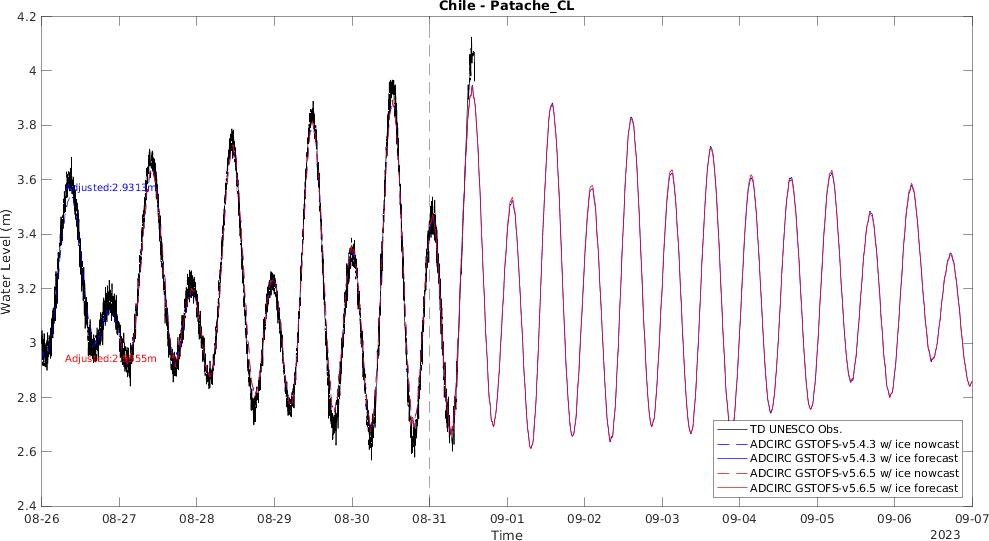 Chile - Patache_CL
4.2
4
3.8
3.6
3.4
3.2
3
2.8
2.6
2.4
Water Level (m)
Adjusted:2.9313m
TD UNESCO Obs.
ADCIRC GSTOFS-v5.4.3 w/ ice nowcast
ADCIRC GSTOFS-v5.4.3 w/ ice forecast
ADCIRC GSTOFS-v5.6.5 w/ ice nowcast
ADCIRC GSTOFS-v5.6.5 w/ ice forecast
08-26 08-27 08-28 08-29 08-30 08-31 09-01 09-02 09-03 09-04 09-05 09-06 09-07
Time
2023